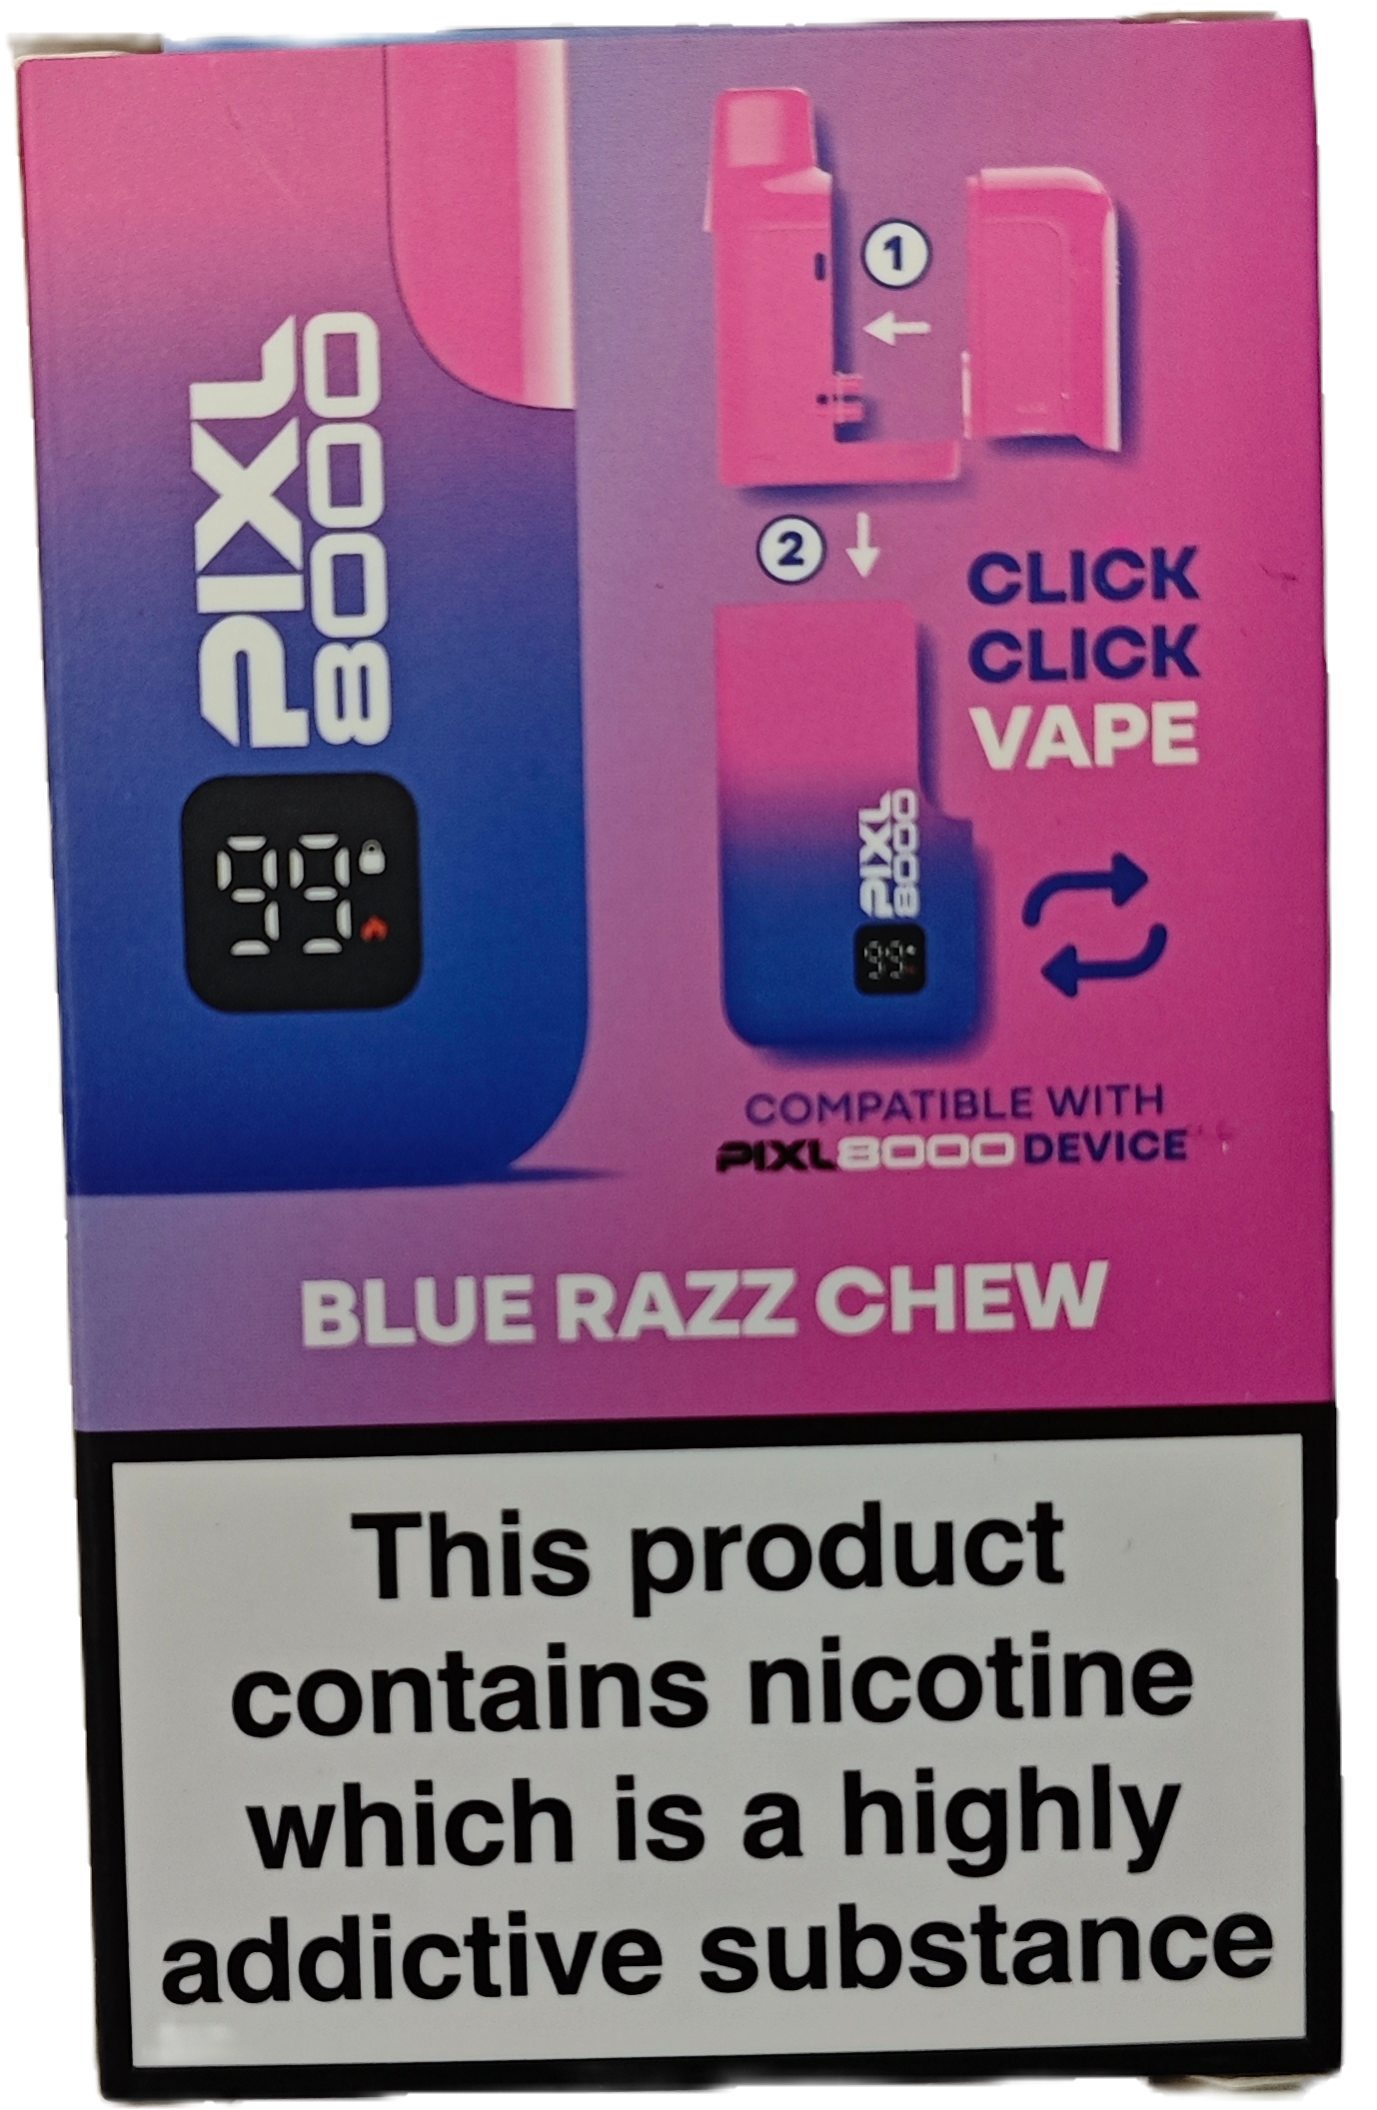 PIXL
8000
99
1
2
CLICK
CLICK
VAPE
PIXL
8000
99
COMPATIBLE WITH
PIXL8000 DEVICE
BLUE RAZZ CHEW
This product
contains nicotine
which is a highly
addictive substance